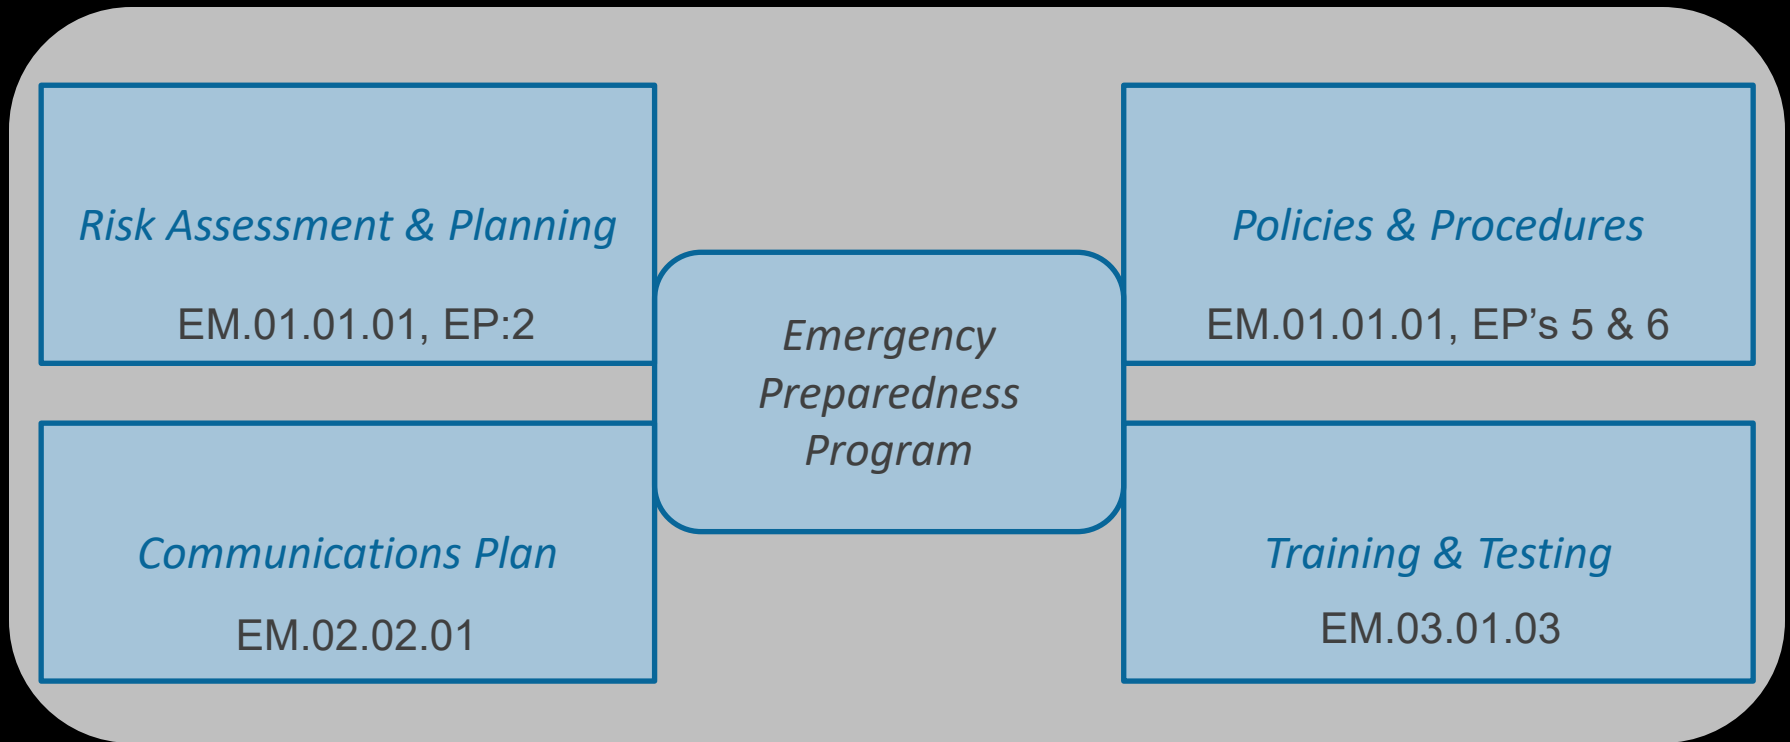 Risk Assessment & Planning
EM.01.01.01, EP:2
Policies & Procedures
EM.01.01.01, EP’s 5 & 6
Emergency
Preparedness
Program
Communications Plan
EM.02.02.01
Training & Testing
EM.03.01.03